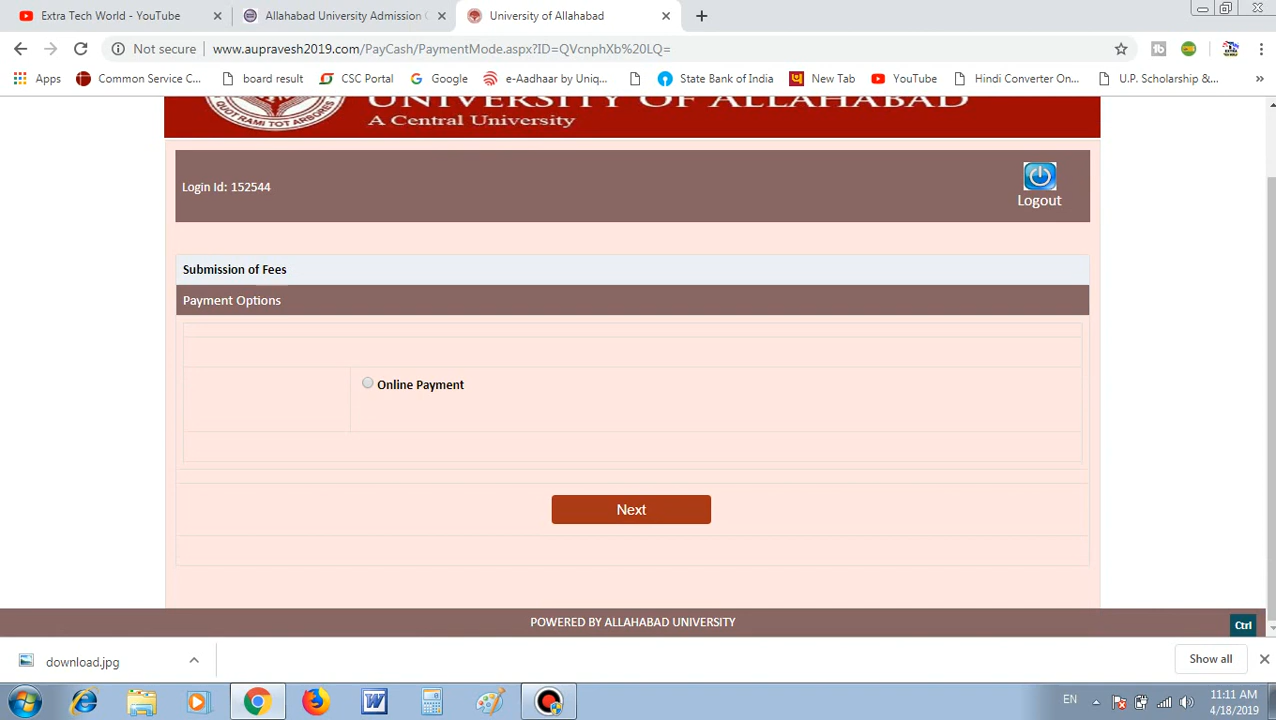 Extra Tech World - YouTube
Allahabad University Admission
University of Allahabad
Not secure
www.aupravesh2019.com/PayCash/PaymentMode.aspx?ID=QVcnphXb%20LQ=
Apps
Common Service C...
board result
CSC Portal
Google
e-Aadhaar by Uniq...
State Bank of India
New Tab
YouTube
Hindi Converter On...
U.P. Scholarship &...
»
UNIVERSITY OF ALLAHABAD
A Central University
Login Id: 152544
Logout
Submission of Fees
Payment Options
Online Payment
Next
POWERED BY ALLAHABAD UNIVERSITY
Ctrl
download.jpg
Show all
EN
11:11 AM
4/18/2019